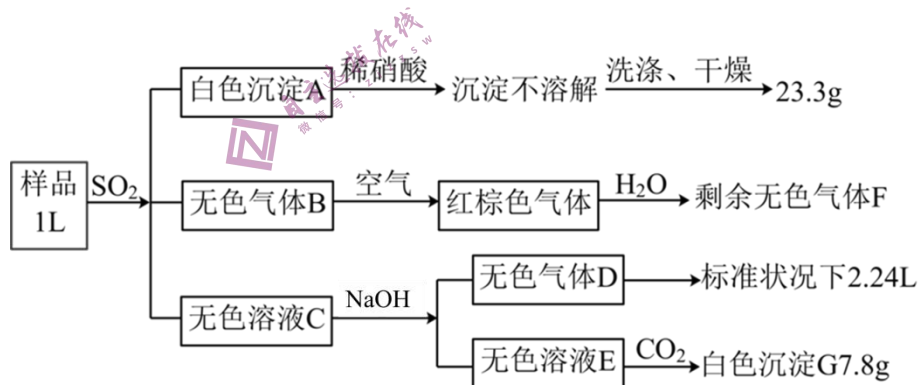 白色沉淀A 稀硝酸 沉淀不溶解 洗涤、干燥 23.3g
样品
1L
SO₂
无色气体B 空气 红棕色气体 H₂O 剩余无色气体F
无色溶液C NaOH
无色气体D 标准状况下2.24L
无色溶液E CO₂ 白色沉淀G7.8g